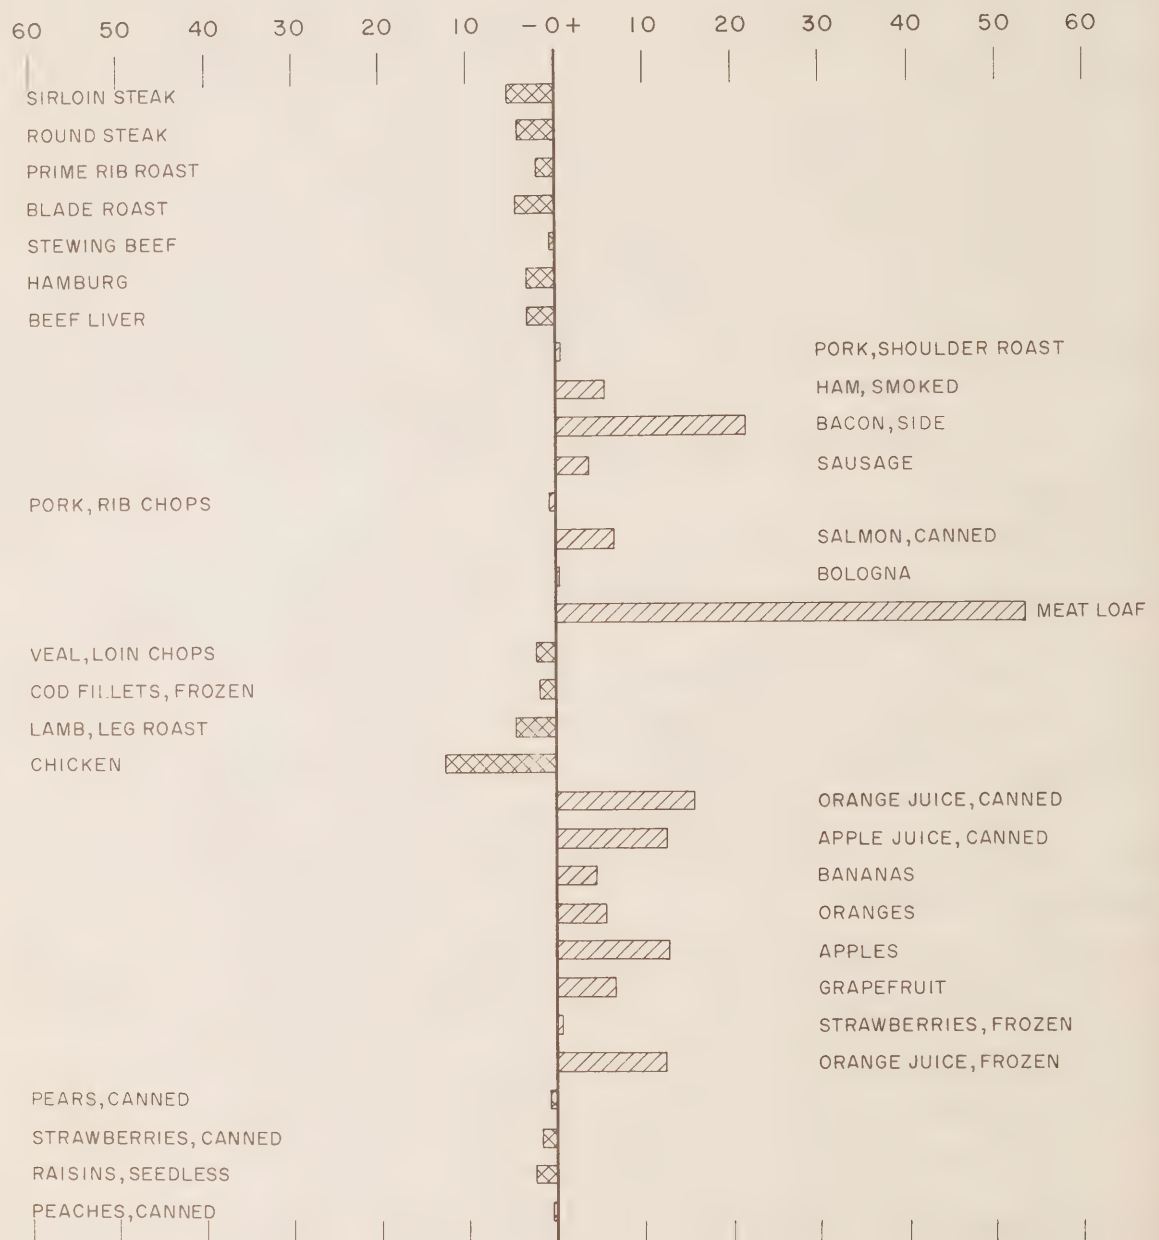 60 50 40 30 20 10 - 0 + 10 20 30 40 50 60
SIRLOIN STEAK
ROUND STEAK
PRIME RIB ROAST
BLADE ROAST
STEWING BEEF
HAMBURG
BEEF LIVER
PORK, SHOULDER ROAST
HAM, SMOKED
BACON, SIDE
SAUSAGE
PORK, RIB CHOPS
SALMON, CANNED
BOLOGNA
MEAT LOAF
VEAL, LOIN CHOPS
COD FILLETS, FROZEN
LAMB, LEG ROAST
CHICKEN
ORANGE JUICE, CANNED
APPLE JUICE, CANNED
BANANAS
ORANGES
APPLES
GRAPEFRUIT
STRAWBERRIES, FROZEN
ORANGE JUICE, FROZEN
PEARS, CANNED
STRAWBERRIES, CANNED
RAISINS, SEEDLESS
PEACHES, CANNED